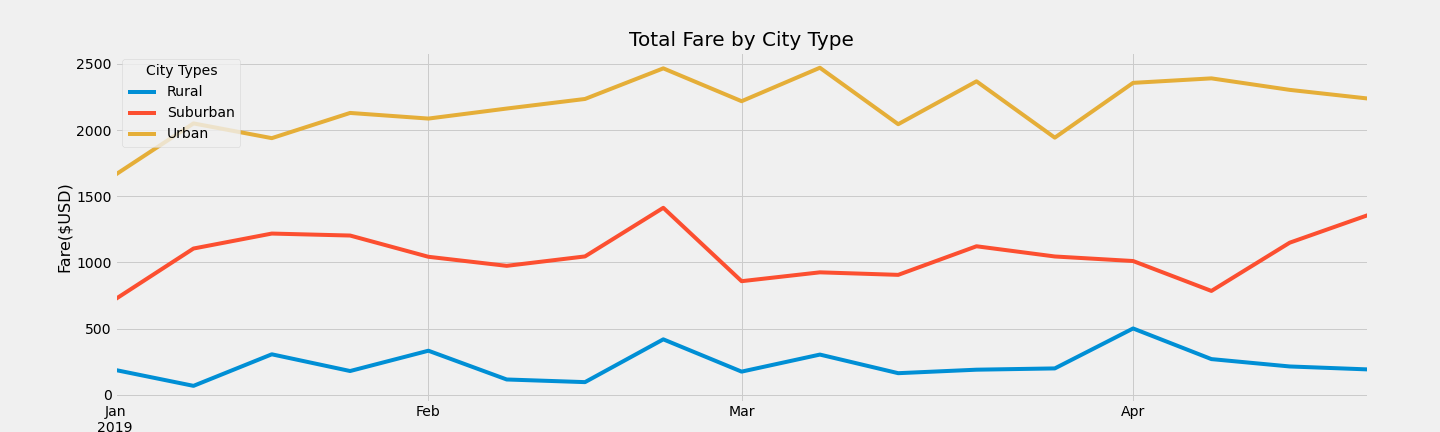 Total Fare by City Type
City Types
Rural
Suburban
Urban
Fare($USD)
2500
2000
1500
1000
500
0
Jan
2019
Feb
Mar
Apr